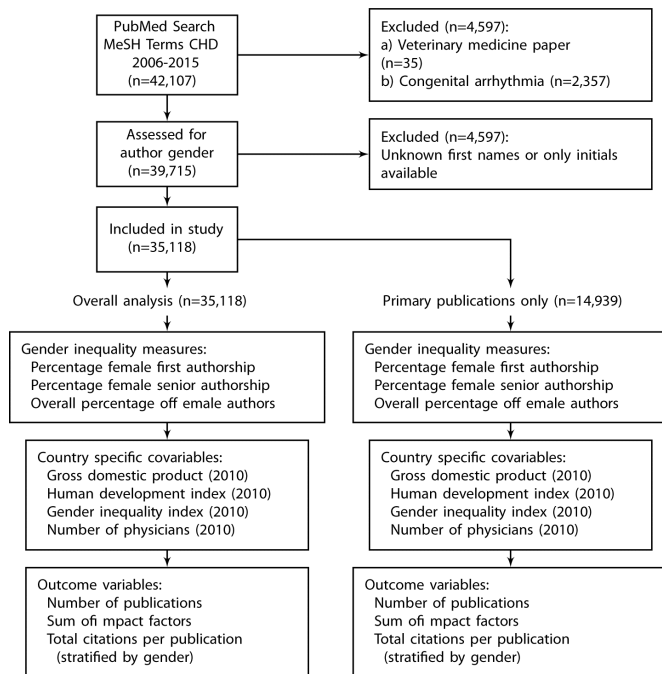 PubMed Search
MeSH Terms CHD
2006-2015
(n=42,107)
Excluded (n=4,597):
a) Veterinary medicine paper
(n=35)
b) Congenital arrhythmia (n=2,357)
Assessed for
author gender
(n=39,715)
Excluded (n=4,597):
Unknown first names or only initials
available
Included in study
(n=35,118)
Overall analysis (n=35,118)
Primary publications only (n=14,939)
Gender inequality measures:
Percentage female first authorship
Percentage female senior authorship
Overall percentage off emale authors
Gender inequality measures:
Percentage female first authorship
Percentage female senior authorship
Overall percentage off emale authors
Country specific covariables:
Gross domestic product (2010)
Human development index (2010)
Gender inequality index (2010)
Number of physicians (2010)
Country specific covariables:
Gross domestic product (2010)
Human development index (2010)
Gender inequality index (2010)
Number of physicians (2010)
Outcome variables:
Number of publications
Sum ofi mpact factors
Total citations per publication
(stratified by gender)
Outcome variables:
Number of publications
Sum ofi mpact factors
Total citations per publication
(stratified by gender)